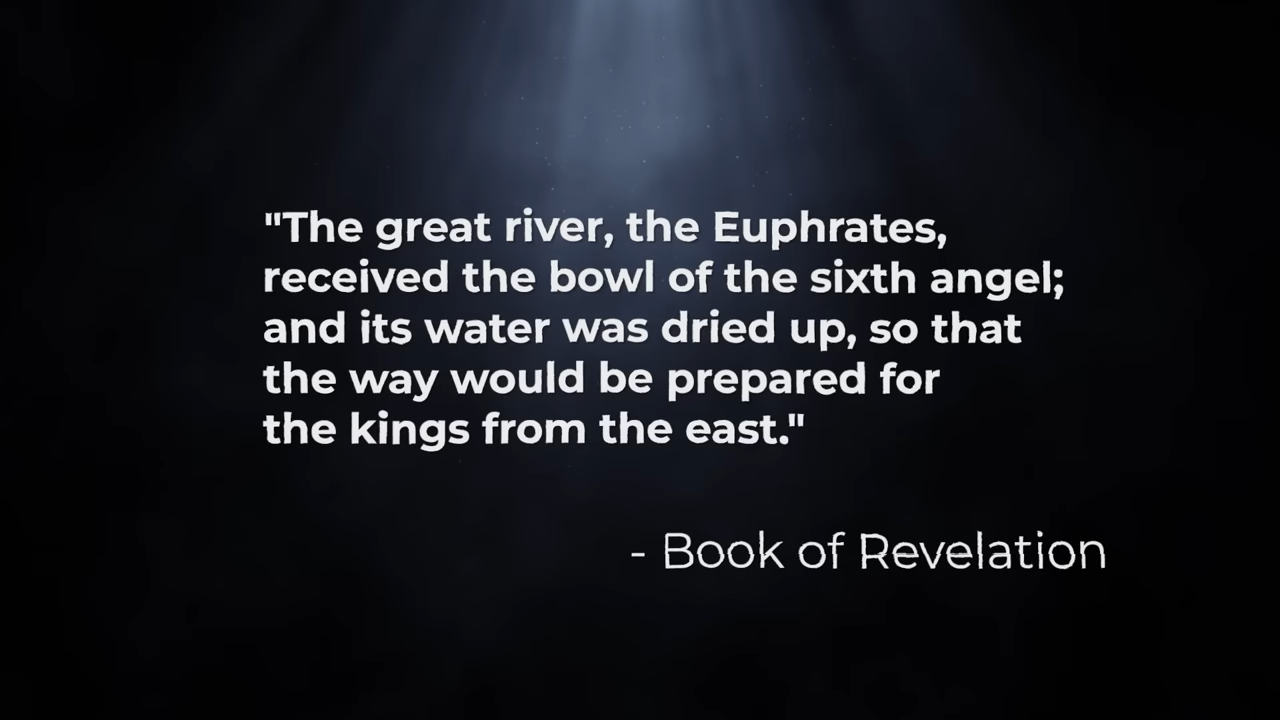 "The great river, the Euphrates,
received the bowl of the sixth angel;
and its water was dried up, so that
the way would be prepared for
the kings from the east."
- Book of Revelation